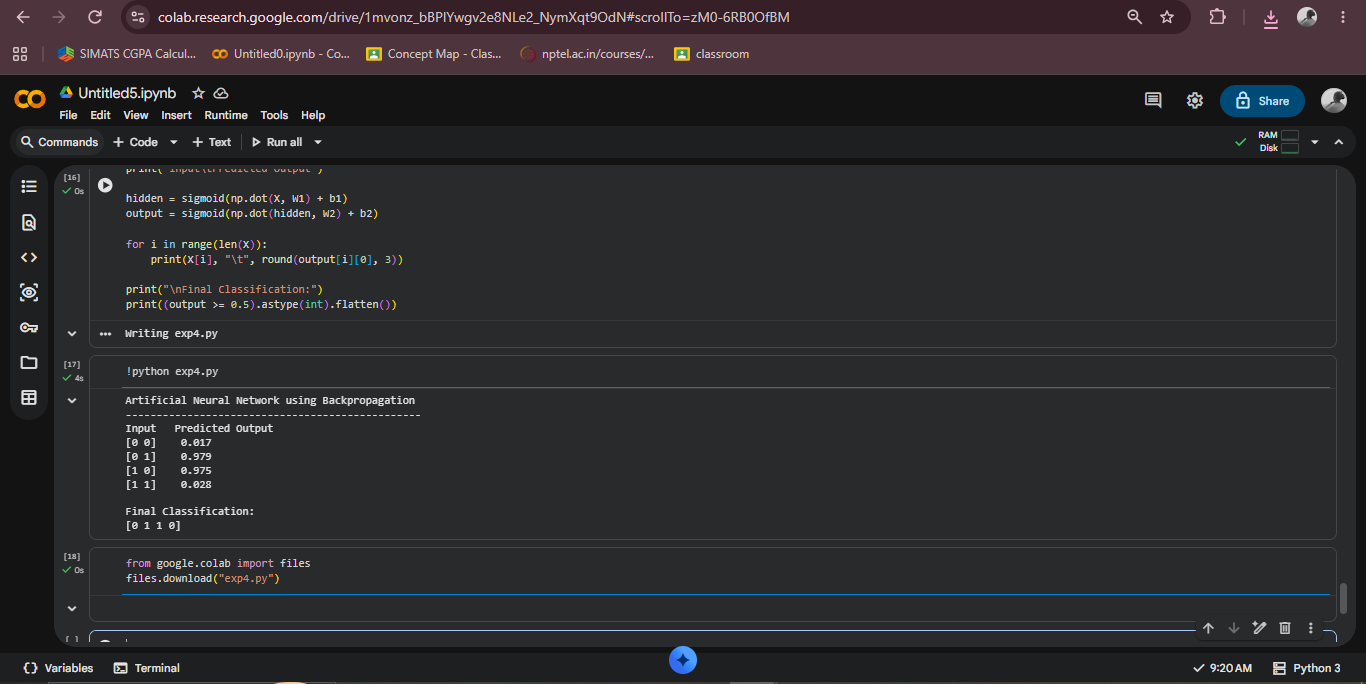 colab.research.google.com/drive/1mvonz_bBPlYwgv2e8NLe2_NymXqt9OdN#scrollTo=zM0-6RB0OfBM
SIMATS CGPA Calcul...
Untitled0.ipynb - Co...
Concept Map - Clas...
nptel.ac.in/courses/...
classroom
Untitled5.ipynb
File Edit View Insert Runtime Tools Help
Share
Commands + Code + Text Run all
RAM
Disk
[16]
0s
print("Input\tPredicted Output")
hidden = sigmoid(np.dot(X, W1) + b1)
output = sigmoid(np.dot(hidden, W2) + b2)
for i in range(len(X)):
print(X[i], "\t", round(output[i][0], 3))
print("\nFinal Classification:")
print((output >= 0.5).astype(int).flatten())
Writing exp4.py
[17]
4s
!python exp4.py
Artificial Neural Network using Backpropagation
------------------------------------------------
Input Predicted Output
[0 0] 0.017
[0 1] 0.979
[1 0] 0.975
[1 1] 0.028
Final Classification:
[0 1 1 0]
[18]
0s
from google.colab import files
files.download("exp4.py")
[ ]
Variables
Terminal
9:20 AM
Python 3